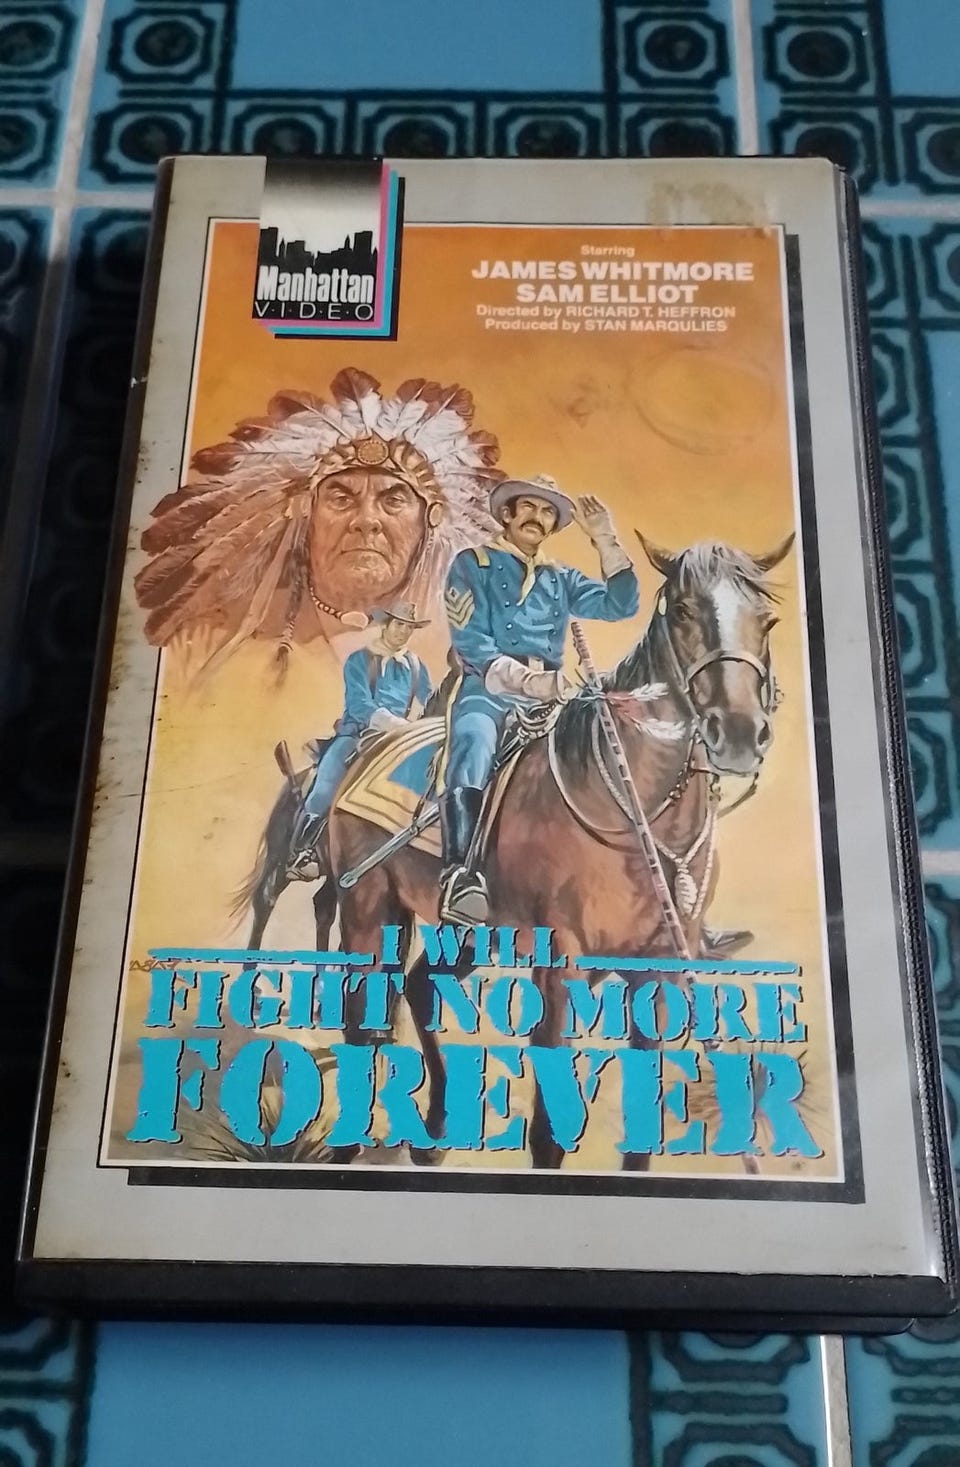 Manhattan
V·I·D·E·O
Starring
JAMES WHITMORE
SAM ELLIOT
Directed by RICHARD T. HEFFRON
Produced by STAN MARQULIES
I WILL
FIGHT NO MORE
FOREVER